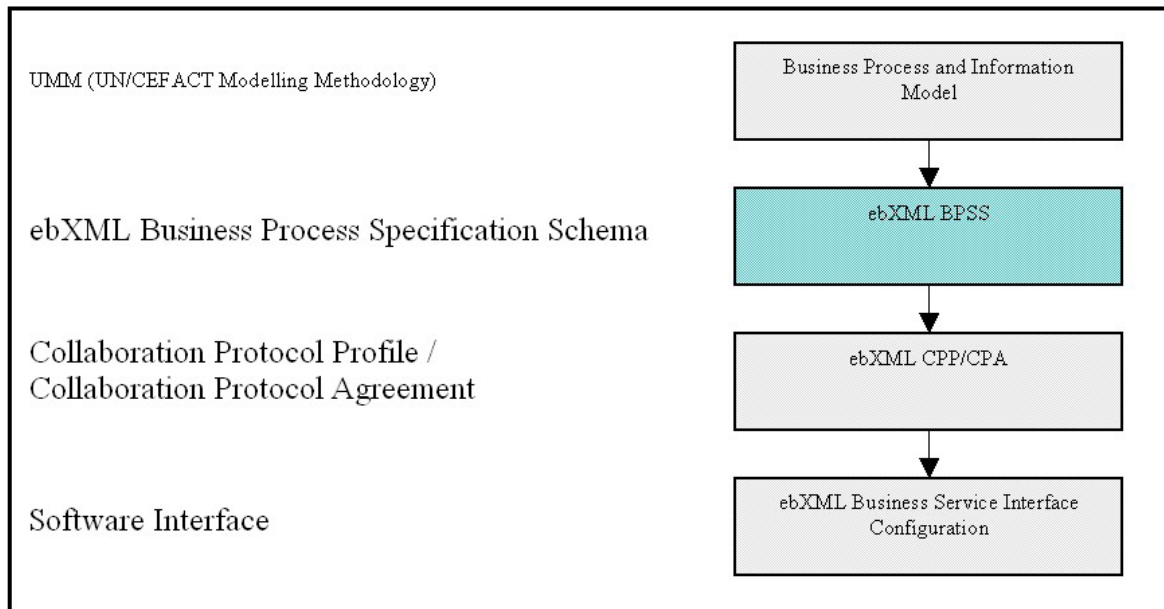 UMM (UN/CEFACT Modelling Methodology)
Business Process and Information
Model
ebXML Business Process Specification Schema
ebXML BPSS
Collaboration Protocol Profile /
Collaboration Protocol Agreement
ebXML CPP/CPA
Software Interface
ebXML Business Service Interface
Configuration